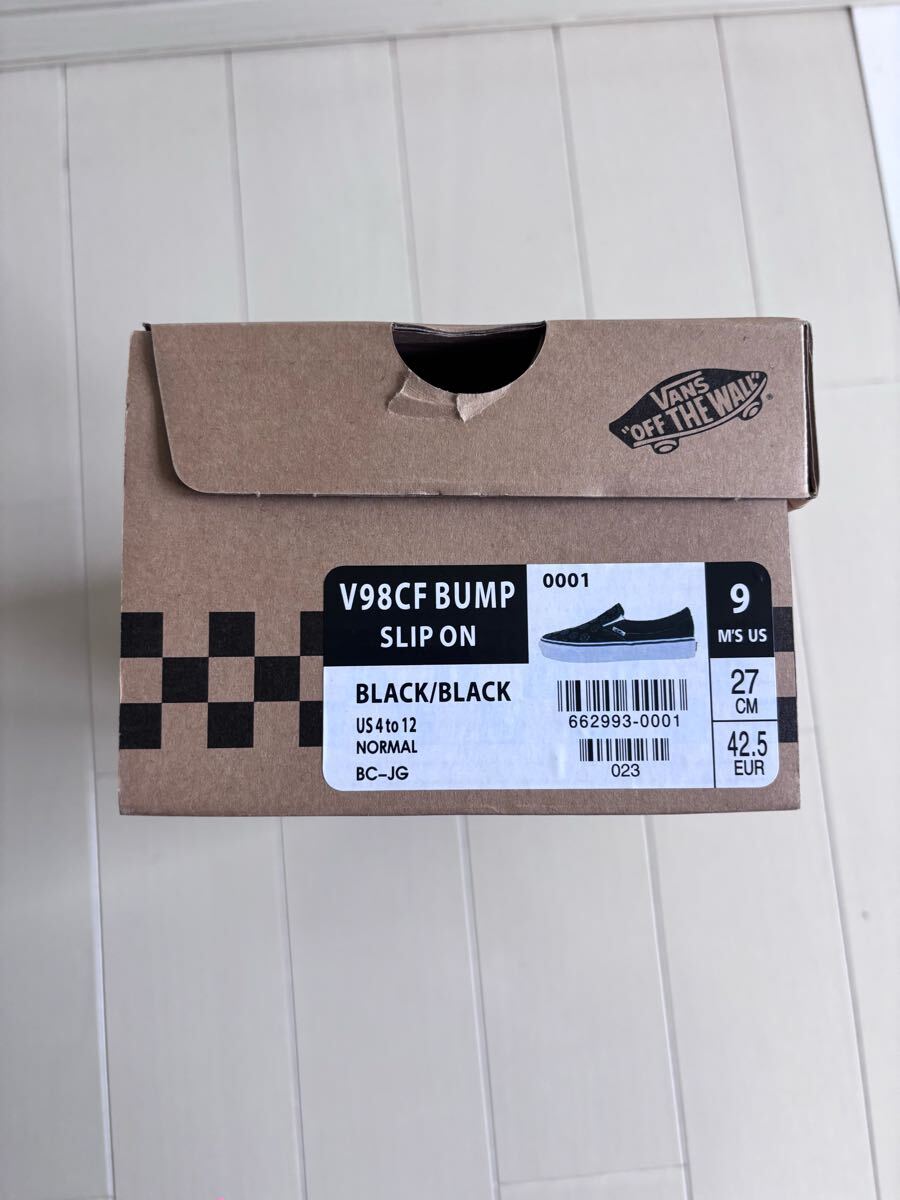 VANS
"OFF THE WALL"
®
V98CF BUMP
SLIP ON
0001
9
M'S US
BLACK/BLACK
US 4 to 12
NORMAL
BC–JG
662993-0001
023
27
CM
42.5
EUR